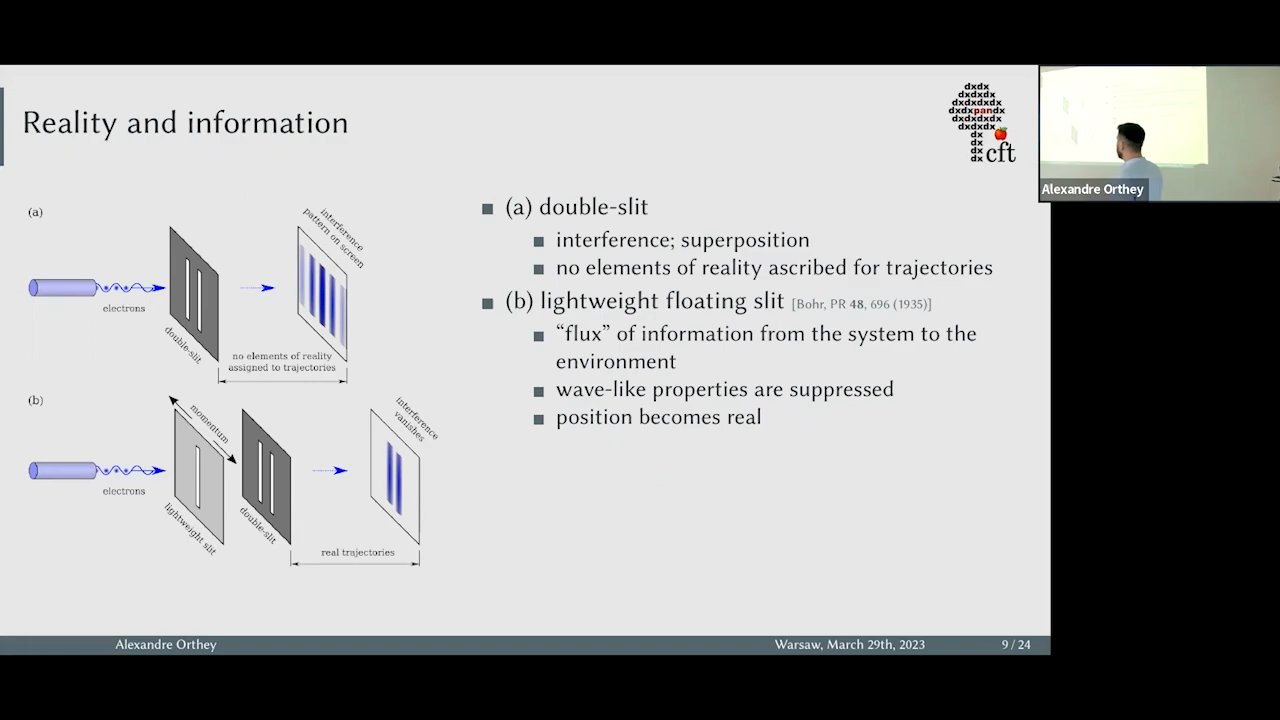 Reality and information
dxdx
dxdxdx
dxdxdxdx
dxdxpandx
dxdxdxdx
dxdxdx
dx
dx
dx
dx cft
Alexandre Orthey
(a)
interference
pattern on screen
electrons
double-slit
no elements of reality
assigned to trajectories
(b)
momentum
interference
vanishes
electrons
lightweight slit
double-slit
real trajectories
(a) double-slit
interference; superposition
no elements of reality ascribed for trajectories
(b) lightweight floating slit [Bohr, PR 48, 696 (1935)]
“flux” of information from the system to the
environment
wave-like properties are suppressed
position becomes real
Alexandre Orthey
Warsaw, March 29th, 2023
9 / 24